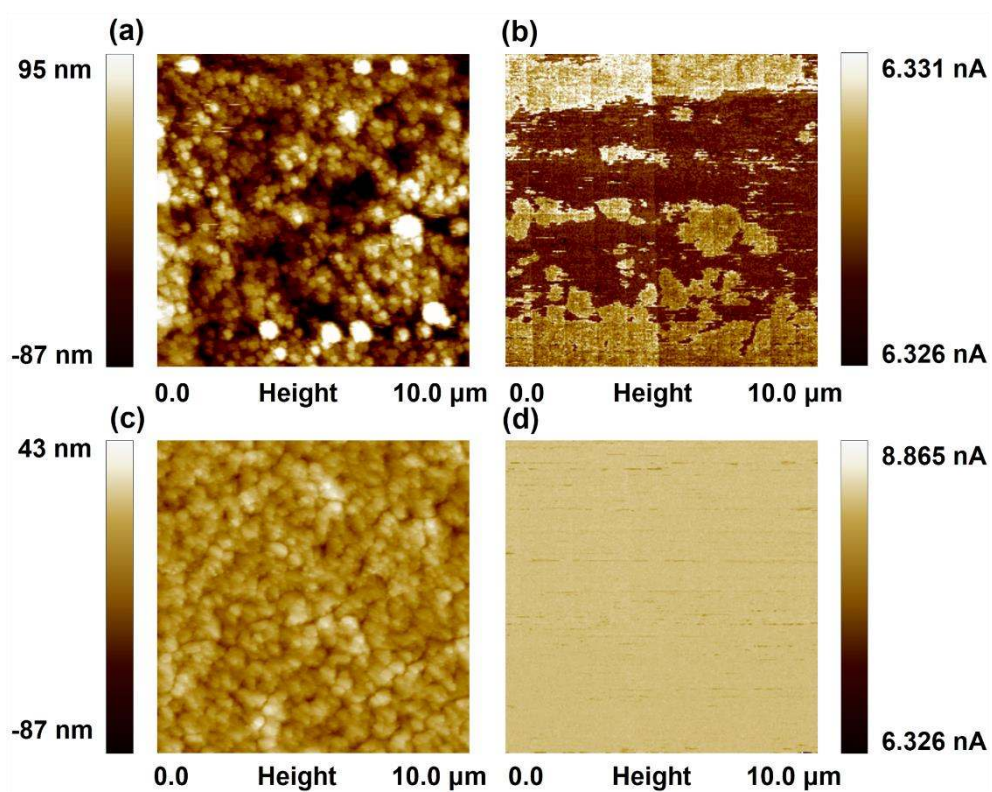 (a)
(b)
95 nm
6.331 nA
-87 nm
6.326 nA
0.0 Height 10.0 µm
0.0 Height 10.0 µm
(c)
(d)
43 nm
8.865 nA
-87 nm
6.326 nA
0.0 Height 10.0 µm
0.0 Height 10.0 µm